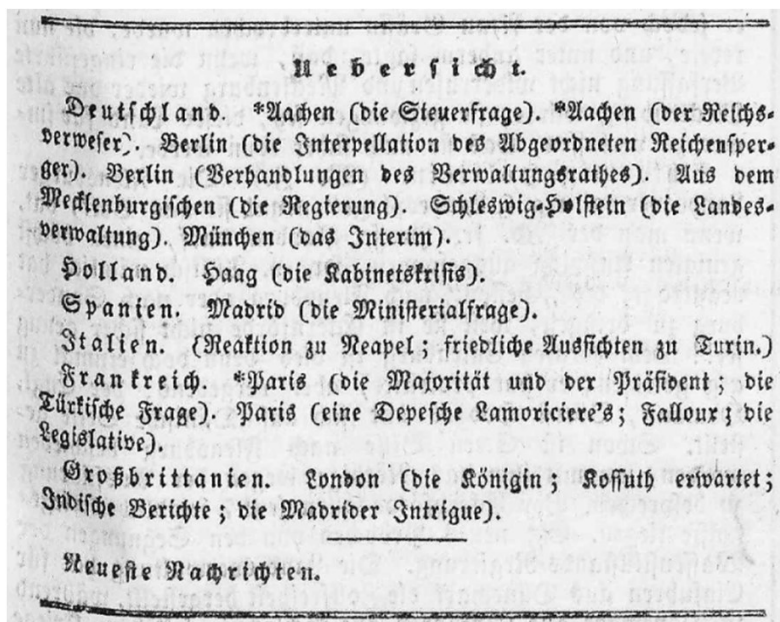 Uebersicht.
Deutschland. *Aachen (die Steuerfrage). *Aachen (der Reichs-
verweser). Berlin (die Interpellation des Abgeordneten Reichensper-
ger). Berlin (Verhandlungen des Verwaltungsrathes). Aus dem
Mecklenburgischen (die Regierung). Schleswig-Holstein (die Landes-
verwaltung). München (das Interim).
Holland. Haag (die Kabinetskrisis).
Spanien. Madrid (die Ministerialfrage).
Italien. (Reaktion zu Neapel; friedliche Aussichten zu Turin.)
Frankreich. *Paris (die Majorität und der Präsident; die
Türkische Frage). Paris (eine Depesche Lamoriciere's; Falloux; die
Legislative).
Großbrittanien. London (die Königin; Kossuth erwartet;
Indische Berichte; die Madrider Intrigue).
Neueste Nachrichten.